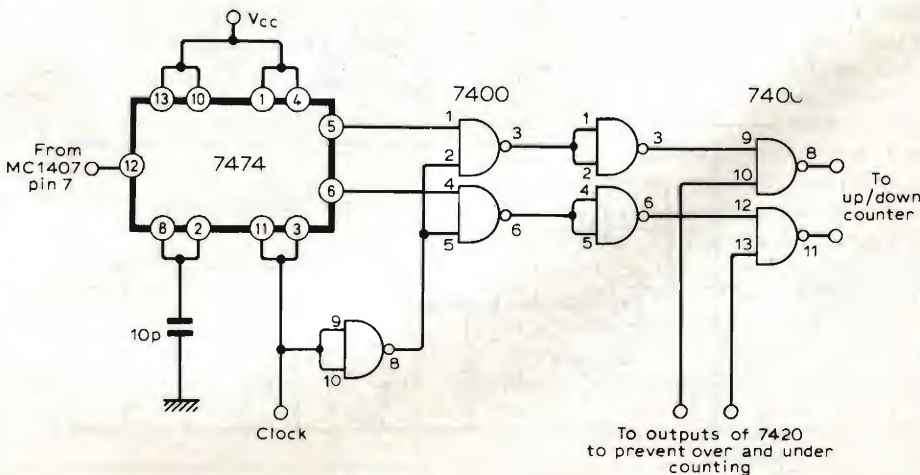 Vcc
13 10 1 4
7400 7400
5 1 3 1 3 9 8
From
MC1407
pin 7
12 7474 2 2 10
To
up/down
counter
6 4 6 4 6 12 11
5 5 13
8 2 11 3
10p
9 8
10
Clock
To outputs of 7420
to prevent over and under
counting